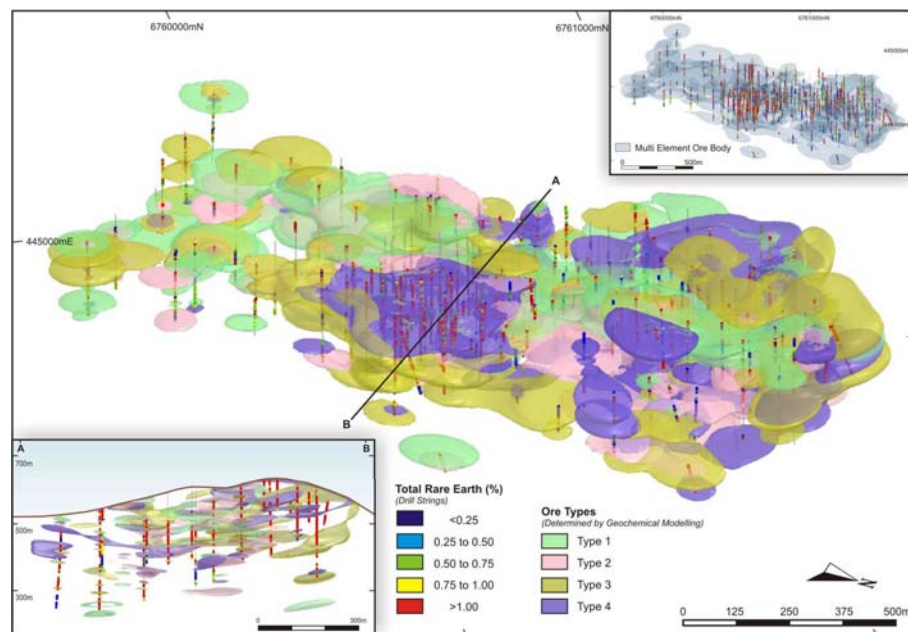 6760000mN
6761000mN
6760000mN
6761000mN
445000mE
Multi Element Ore Body
0
500m
A
445000mE
B
A
B
700m
500m
300m
0
300m
Total Rare Earth (%)
(Drill Strings)
<0.25
0.25 to 0.50
0.50 to 0.75
0.75 to 1.00
>1.00
Ore Types
(Determined by Geochemical Modelling)
Type 1
Type 2
Type 3
Type 4
0
125
250
375
500m